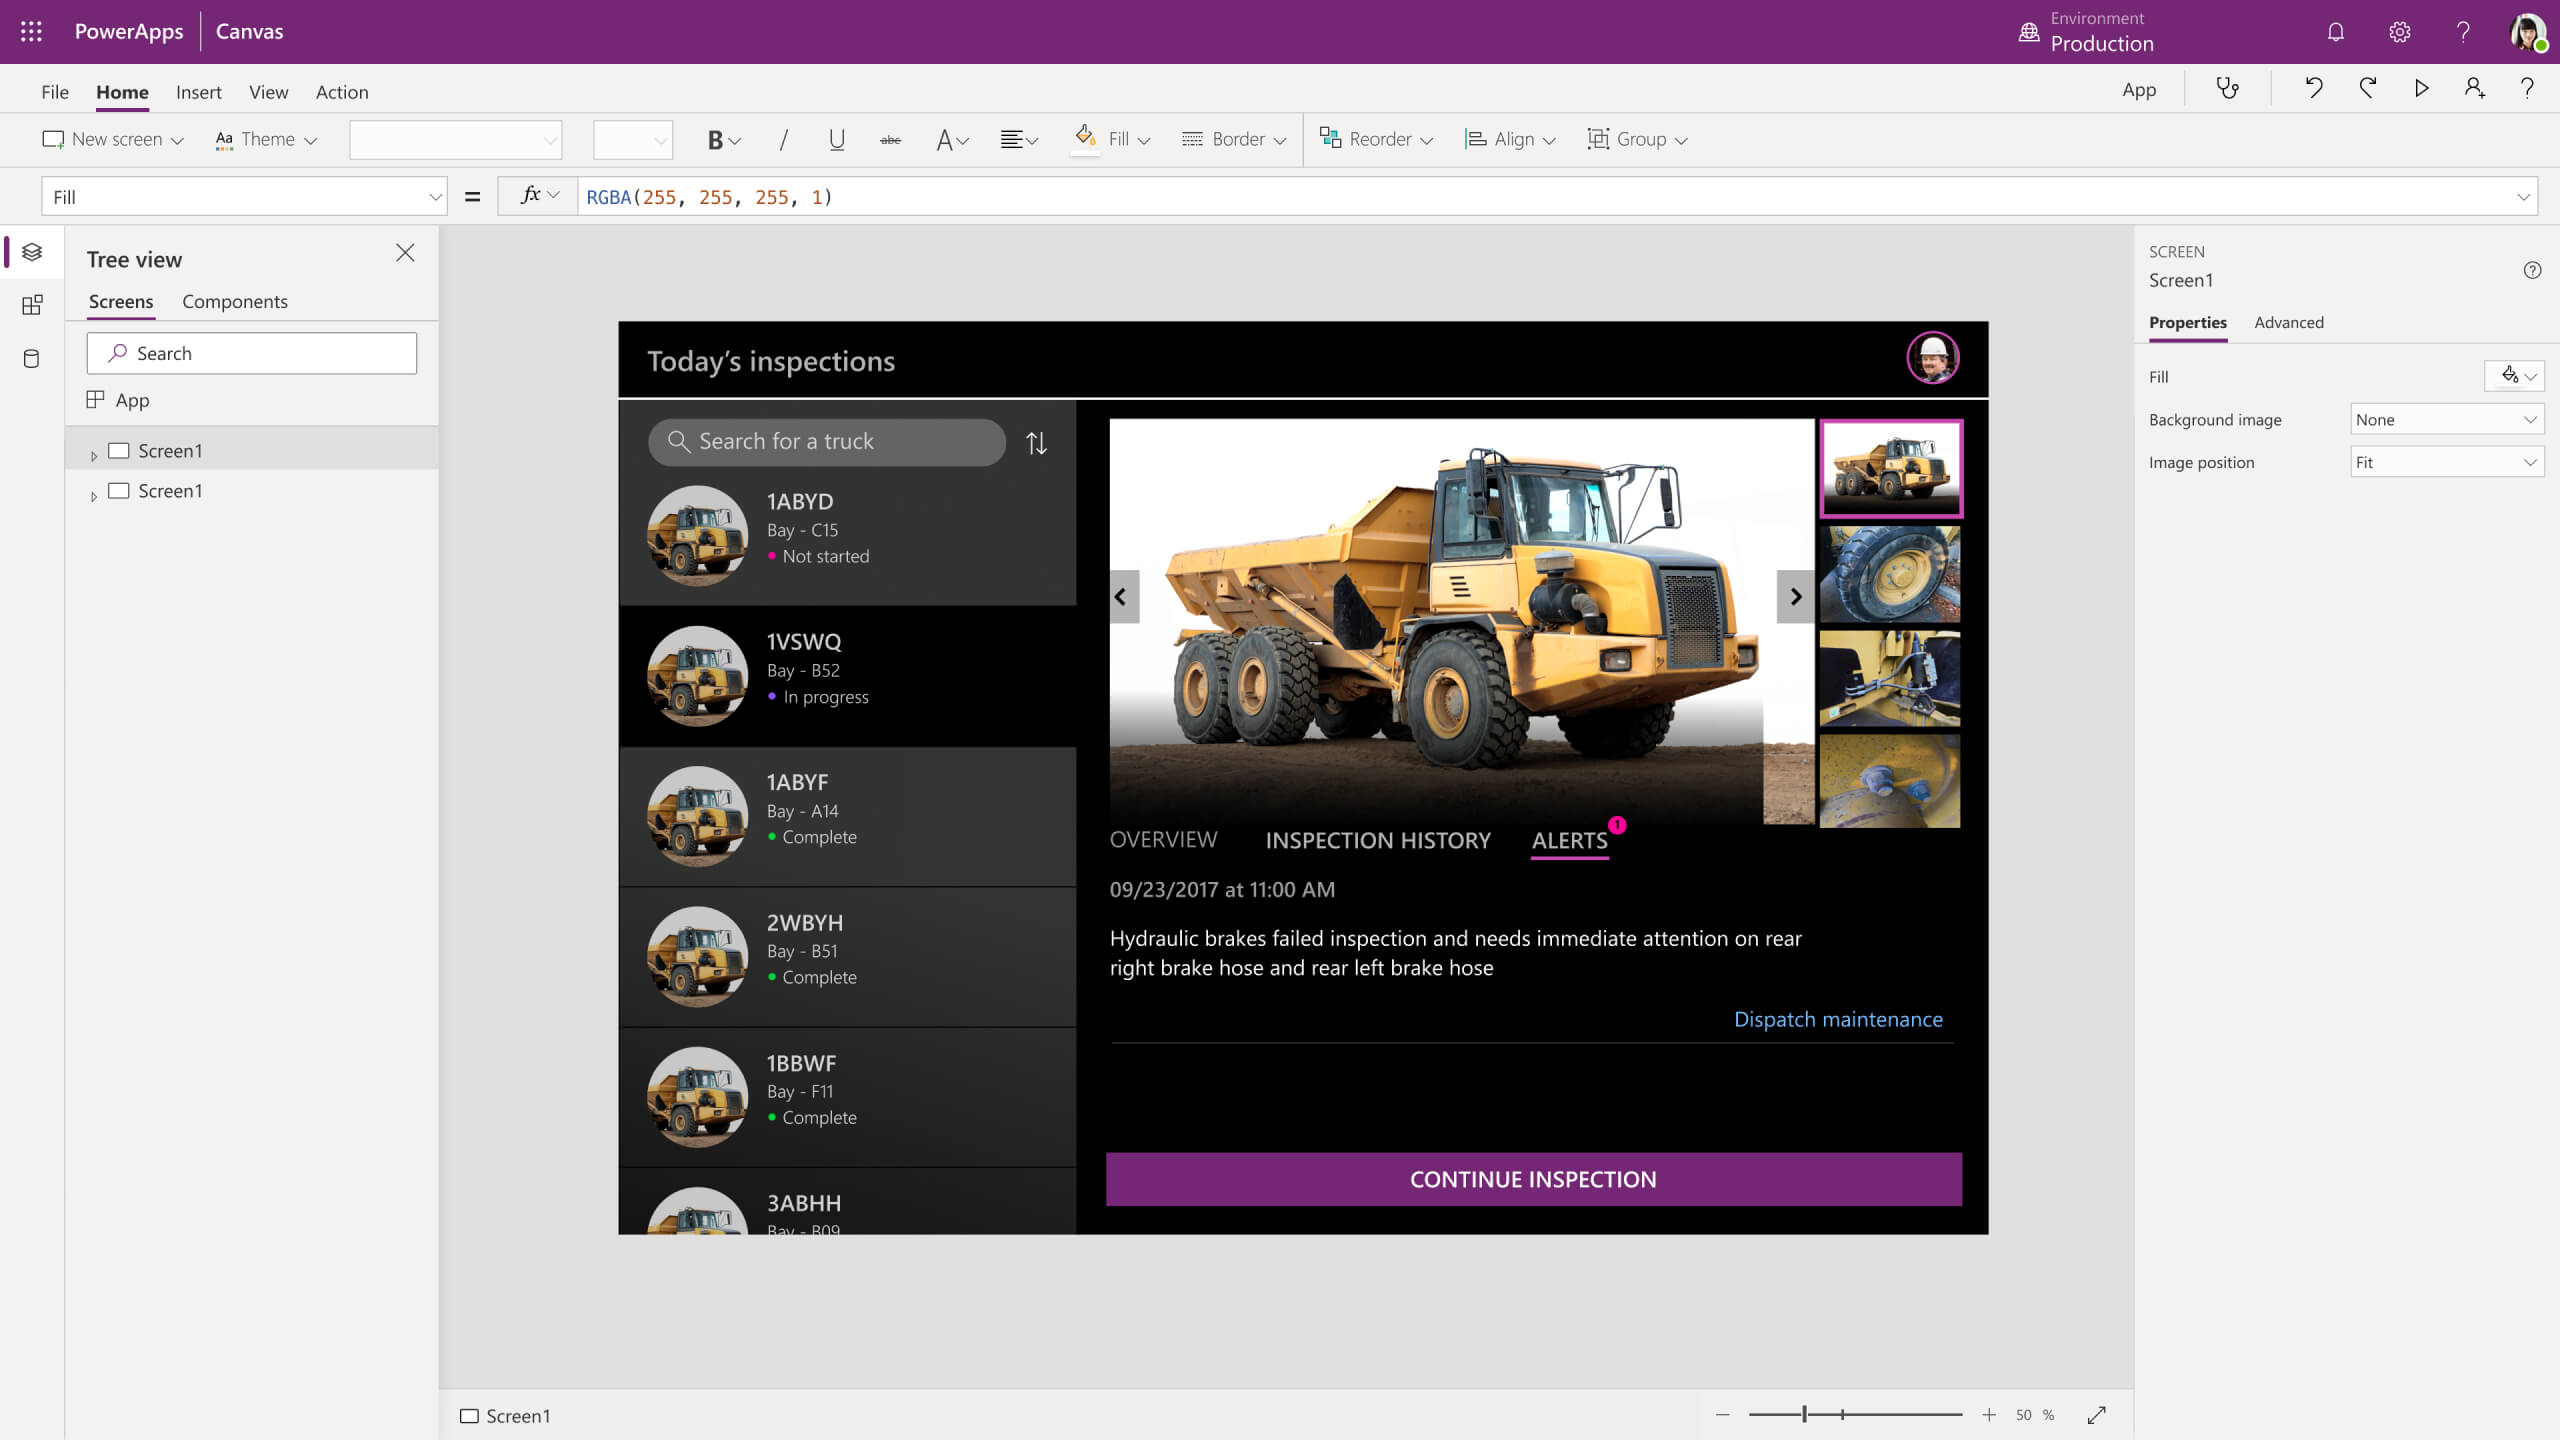 PowerApps Canvas
Environment
Production
File Home Insert View Action
App
New screen Aa Theme B / U abc A Fill Border Reorder Align Group
Fill = fx RGBA(255, 255, 255, 1)
Tree view
Screens Components
Search
App
Screen1
Screen1
Today’s inspections
Search for a truck
1ABYD
Bay - C15
Not started
1VSWQ
Bay - B52
In progress
1ABYF
Bay - A14
Complete
2WBYH
Bay - B51
Complete
1BBWF
Bay - F11
Complete
3ABHH
Bay - B09
OVERVIEW INSPECTION HISTORY ALERTS 1
09/23/2017 at 11:00 AM
Hydraulic brakes failed inspection and needs immediate attention on rear
right brake hose and rear left brake hose
Dispatch maintenance
CONTINUE INSPECTION
SCREEN
Screen1
Properties Advanced
Fill
Background image None
Image position Fit
Screen1
50 %